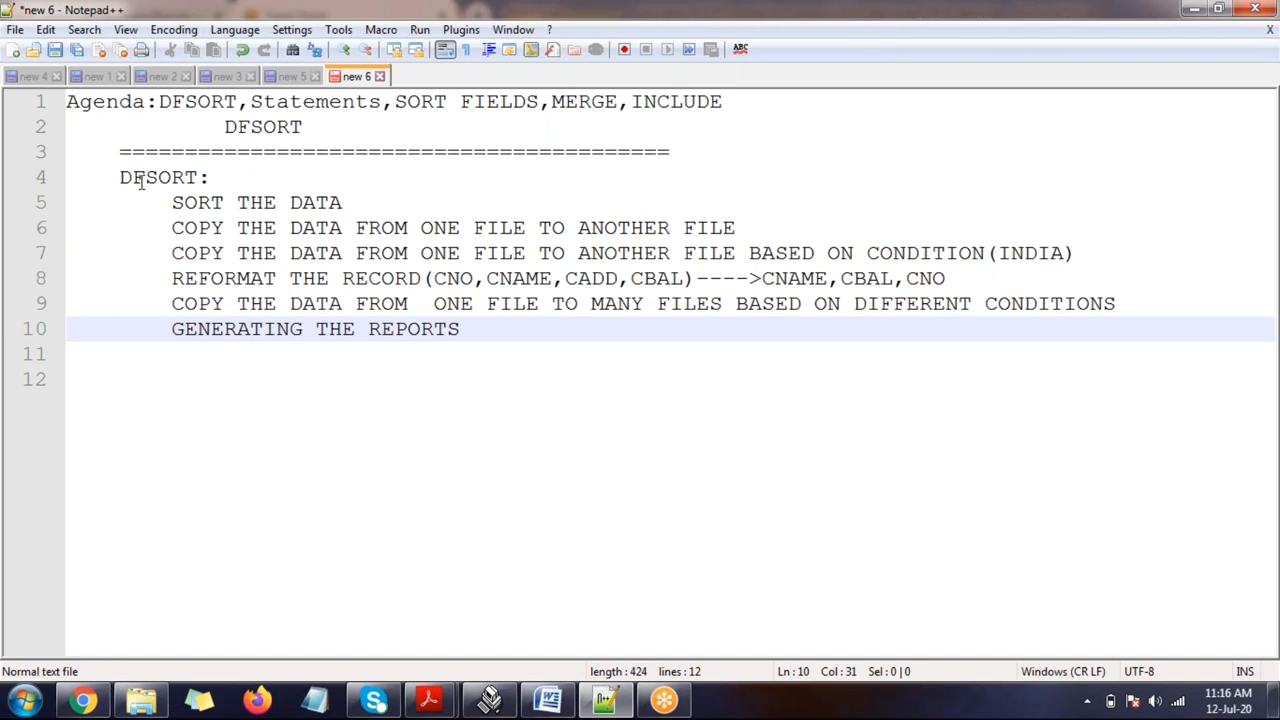 *new 6 - Notepad++
File Edit Search View Encoding Language Settings Tools Macro Run Plugins Window ? X
ABC
new 4 new 1 new 2 new 3 new 5 new 6
1 Agenda:DFSORT,Statements,SORT FIELDS,MERGE,INCLUDE
2 DFSORT
3 ==========================================
4 DFSORT:
5 SORT THE DATA
6 COPY THE DATA FROM ONE FILE TO ANOTHER FILE
7 COPY THE DATA FROM ONE FILE TO ANOTHER FILE BASED ON CONDITION(INDIA)
8 REFORMAT THE RECORD(CNO,CNAME,CADD,CBAL)---->CNAME,CBAL,CNO
9 COPY THE DATA FROM  ONE FILE TO MANY FILES BASED ON DIFFERENT CONDITIONS
10 GENERATING THE REPORTS
11
12
Normal text file length : 424 lines : 12 Ln : 10 Col : 31 Sel : 0 | 0 Windows (CR LF) UTF-8 INS
11:16 AM
12-Jul-20